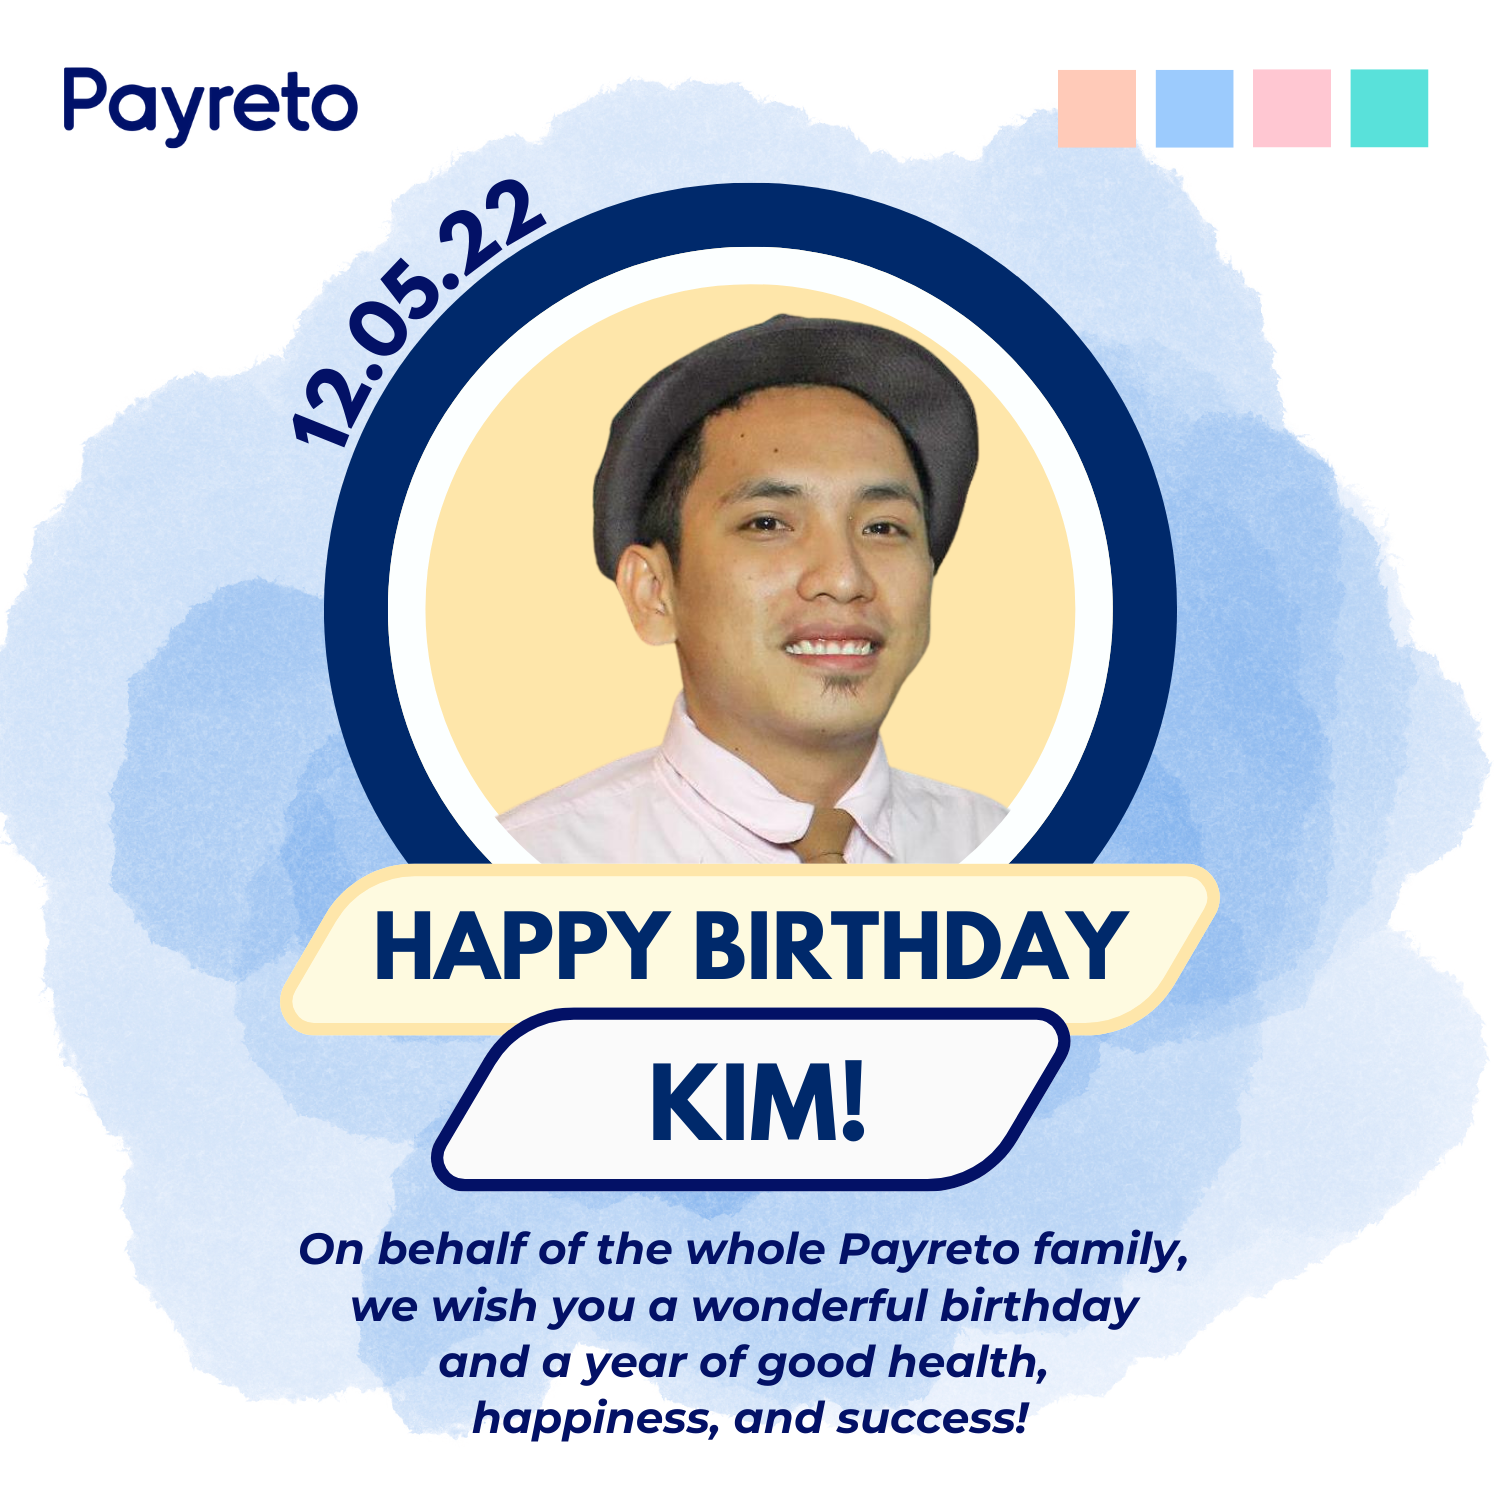 Payreto
12.05.22
HAPPY BIRTHDAY
KIM!
On behalf of the whole Payreto family,
we wish you a wonderful birthday
and a year of good health,
happiness, and success!